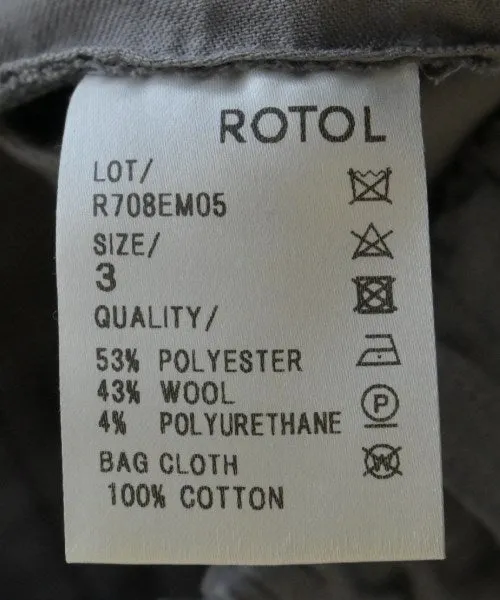 ROTOL
LOT/
R708EM05
SIZE/
3
QUALITY/
53% POLYESTER
43% WOOL
4% POLYURETHANE
BAG CLOTH
100% COTTON
P
W